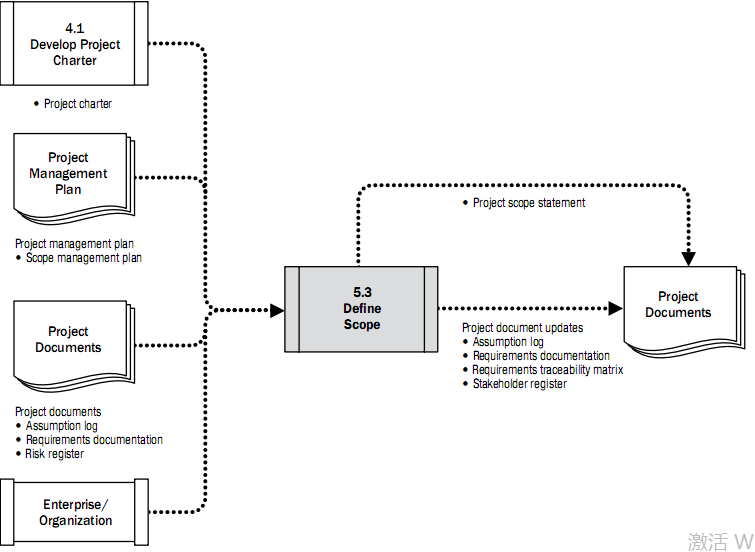 4.1
Develop Project
Charter
• Project charter
Project
Management
Plan
Project management plan
• Scope management plan
Project
Documents
Project documents
• Assumption log
• Requirements documentation
• Risk register
Enterprise/
Organization
5.3
Define
Scope
• Project scope statement
Project document updates
• Assumption log
• Requirements documentation
• Requirements traceability matrix
• Stakeholder register
Project
Documents
激活 W